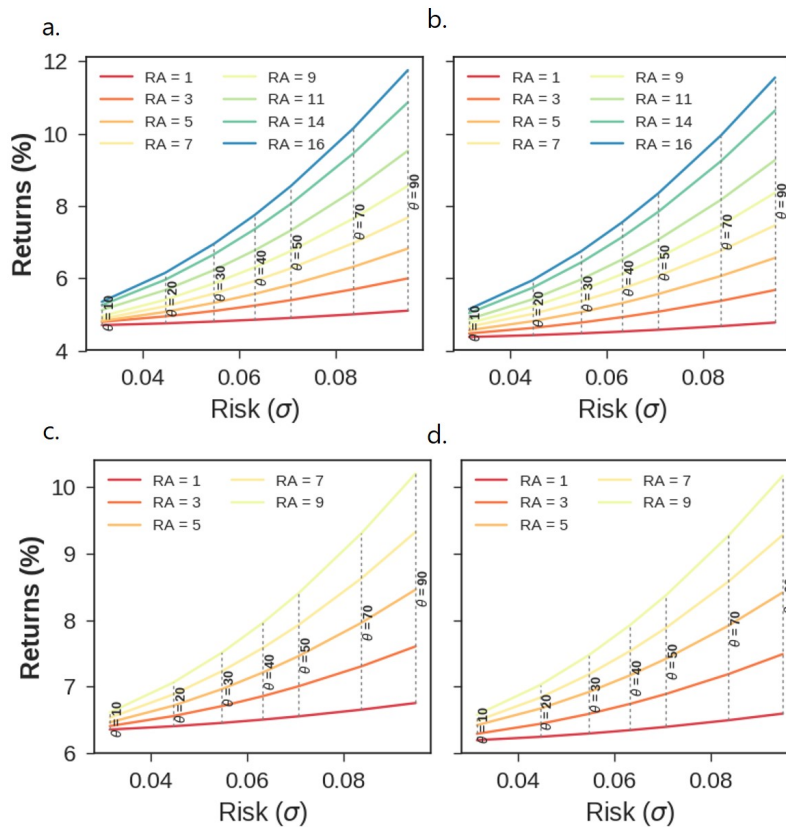 a.
b.
12
10
8
6
4
Returns (%)
RA = 1
RA = 3
RA = 5
RA = 7
RA = 9
RA = 11
RA = 14
RA = 16
θ = 10
θ = 20
θ = 30
θ = 40
θ = 50
θ = 70
θ = 90
0.04
0.06
0.08
Risk (σ)
RA = 1
RA = 3
RA = 5
RA = 7
RA = 9
RA = 11
RA = 14
RA = 16
θ = 10
θ = 20
θ = 30
θ = 40
θ = 50
θ = 70
θ = 90
0.04
0.06
0.08
Risk (σ)
c.
d.
10
9
8
7
6
Returns (%)
RA = 1
RA = 3
RA = 5
RA = 7
RA = 9
θ = 10
θ = 20
θ = 30
θ = 40
θ = 50
θ = 70
θ = 90
0.04
0.06
0.08
Risk (σ)
RA = 1
RA = 3
RA = 5
RA = 7
RA = 9
θ = 10
θ = 20
θ = 30
θ = 40
θ = 50
θ = 70
0.04
0.06
0.08
Risk (σ)